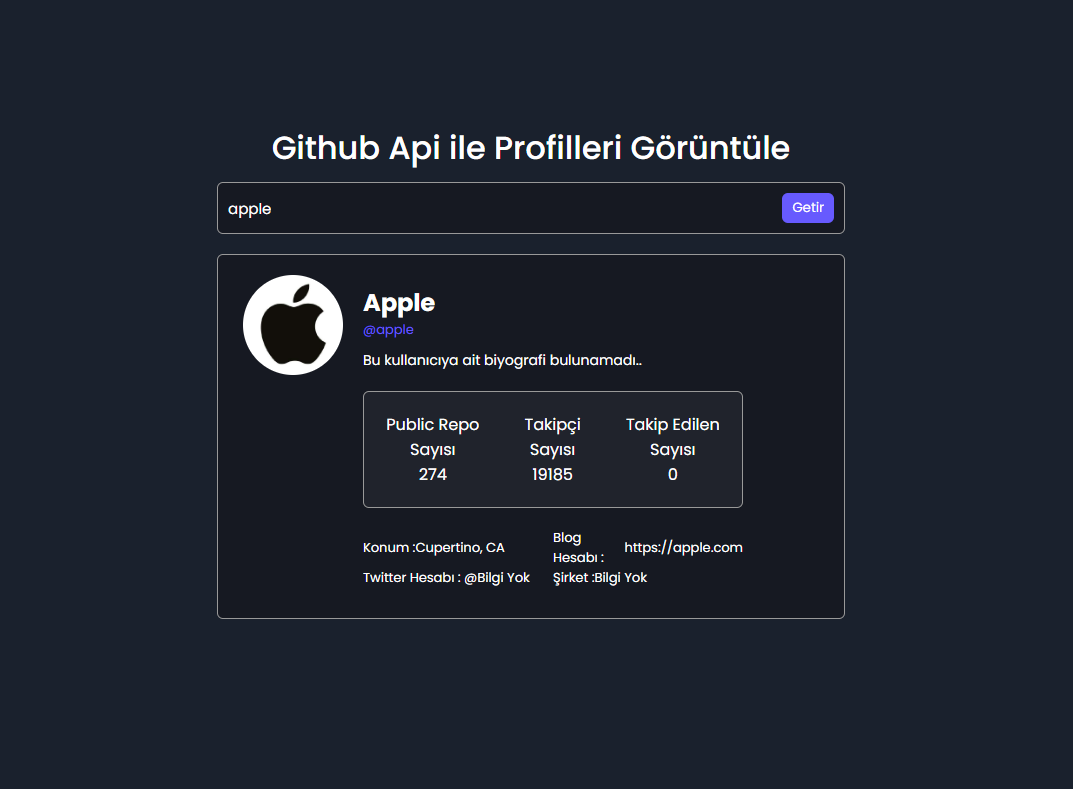 Github Api ile Profilleri Görüntüle
apple
Getir
Apple
@apple
Bu kullanıcıya ait biyografi bulunamadı..
Public Repo
Sayısı
274
Takipçi
Sayısı
19185
Takip Edilen
Sayısı
0
Konum :Cupertino, CA
Blog
Hesabı :
https://apple.com
Twitter Hesabı : @Bilgi Yok
Şirket :Bilgi Yok